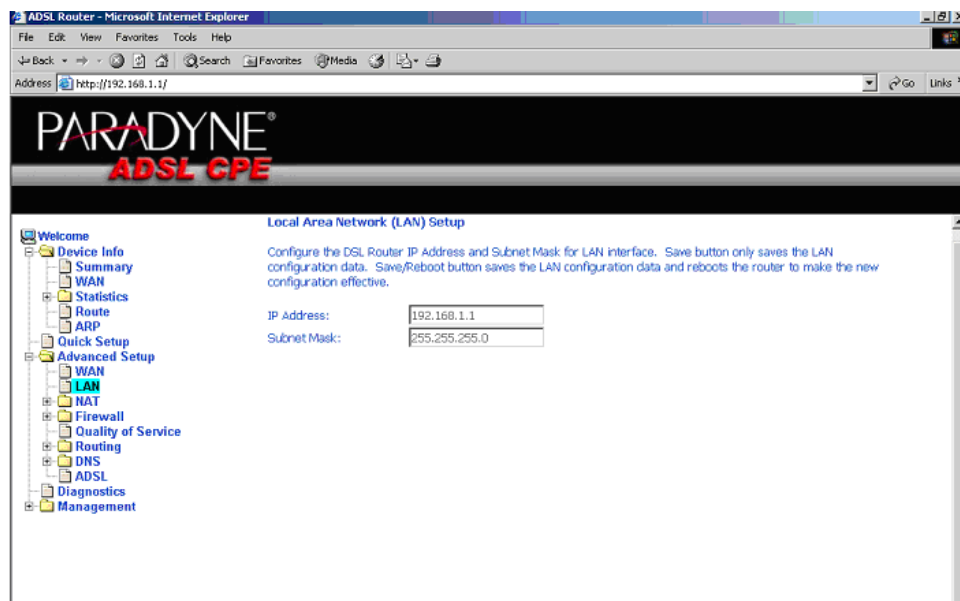 ADSL Router - Microsoft Internet Explorer
File Edit View Favorites Tools Help
Back Search Favorites Media
Address http://192.168.1.1/ Go Links
PARADYNE®
ADSL CPE
Local Area Network (LAN) Setup
Configure the DSL Router IP Address and Subnet Mask for LAN interface. Save button only saves the LAN
configuration data. Save/Reboot button saves the LAN configuration data and reboots the router to make the new
configuration effective.
IP Address: 192.168.1.1
Subnet Mask: 255.255.255.0
Welcome
Device Info
Summary
WAN
Statistics
Route
ARP
Quick Setup
Advanced Setup
WAN
LAN
NAT
Firewall
Quality of Service
Routing
DNS
ADSL
Diagnostics
Management